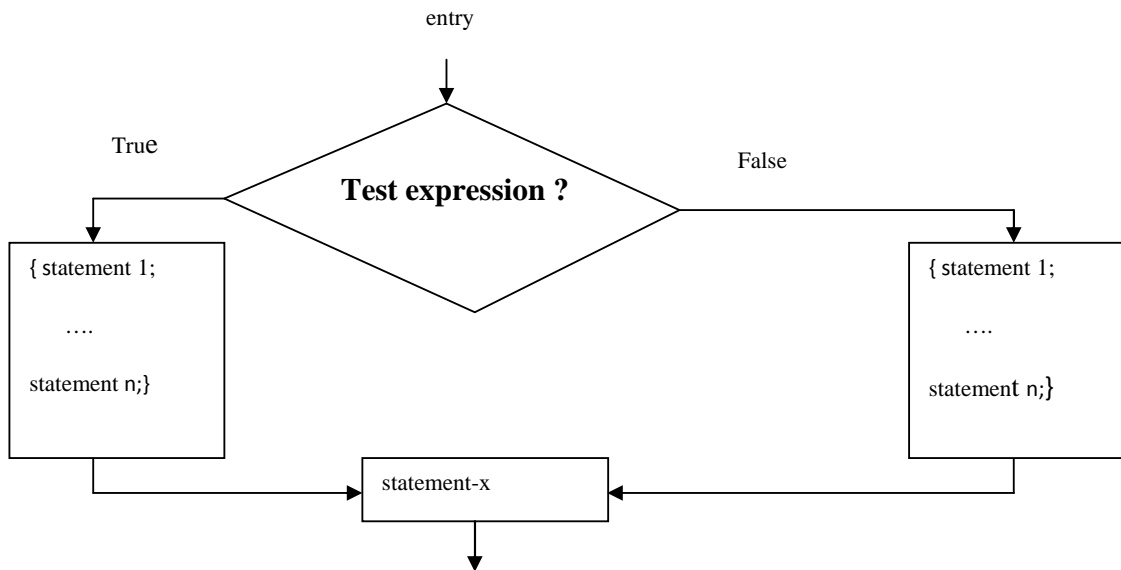 entry
True
False
Test expression ?
{ statement 1;
….
statement n;}
{ statement 1;
….
statement n;}
statement-x